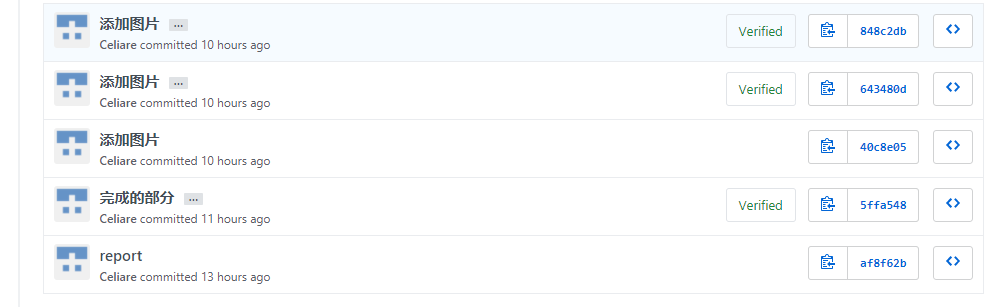 添加图片 …
Celiare committed 10 hours ago
Verified
848c2db
添加图片 …
Celiare committed 10 hours ago
Verified
643480d
添加图片
Celiare committed 10 hours ago
40c8e05
完成的部分 …
Celiare committed 11 hours ago
Verified
5ffa548
report
Celiare committed 13 hours ago
af8f62b